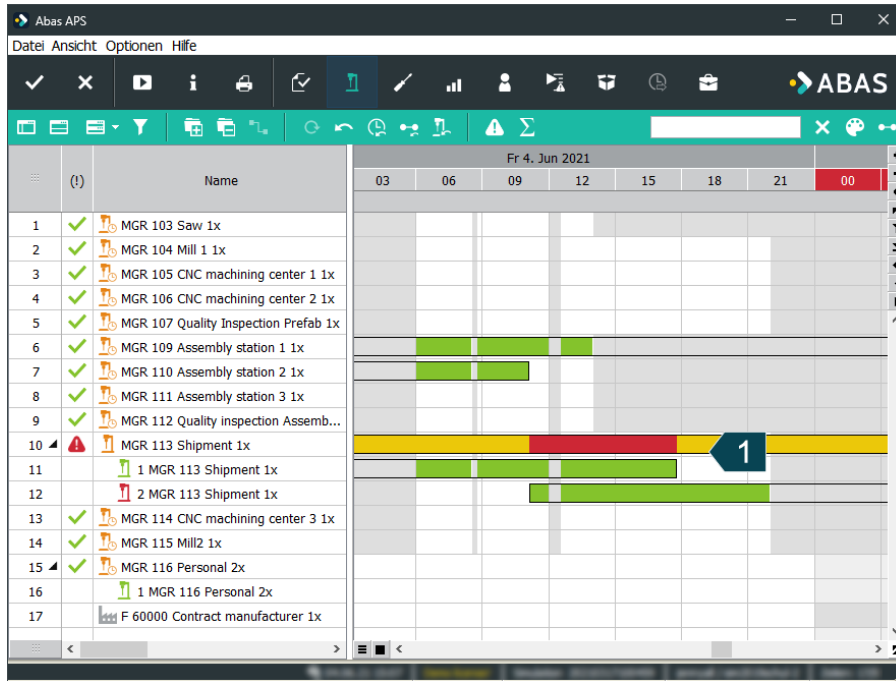 Abas APS
Datei Ansicht Optionen Hilfe
ABAS
Fr 4. Jun 2021
(!) Name 03 06 09 12 15 18 21 00
1 MGR 103 Saw 1x
2 MGR 104 Mill 1 1x
3 MGR 105 CNC machining center 1 1x
4 MGR 106 CNC machining center 2 1x
5 MGR 107 Quality Inspection Prefab 1x
6 MGR 109 Assembly station 1 1x
7 MGR 110 Assembly station 2 1x
8 MGR 111 Assembly station 3 1x
9 MGR 112 Quality inspection Assemb...
10 MGR 113 Shipment 1x 1
11 1 MGR 113 Shipment 1x
12 2 MGR 113 Shipment 1x
13 MGR 114 CNC machining center 3 1x
14 MGR 115 Mill2 1x
15 MGR 116 Personal 2x
16 1 MGR 116 Personal 2x
17 F 60000 Contract manufacturer 1x